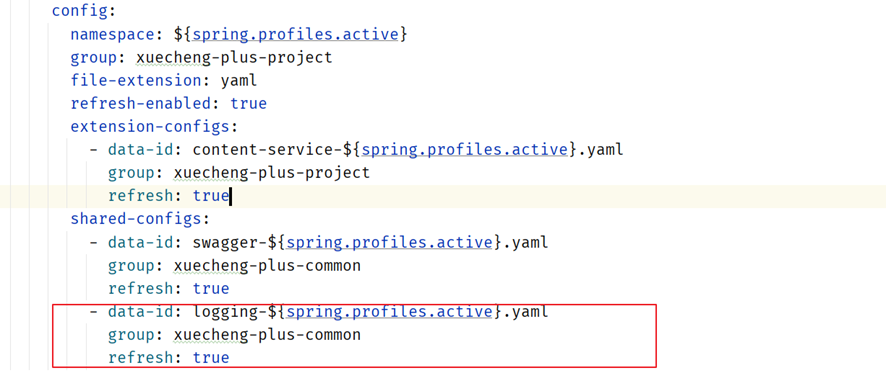 config:
  namespace: ${spring.profiles.active}
  group: xuecheng-plus-project
  file-extension: yaml
  refresh-enabled: true
  extension-configs:
    - data-id: content-service-${spring.profiles.active}.yaml
      group: xuecheng-plus-project
      refresh: true
  shared-configs:
    - data-id: swagger-${spring.profiles.active}.yaml
      group: xuecheng-plus-common
      refresh: true
    - data-id: logging-${spring.profiles.active}.yaml
      group: xuecheng-plus-common
      refresh: true